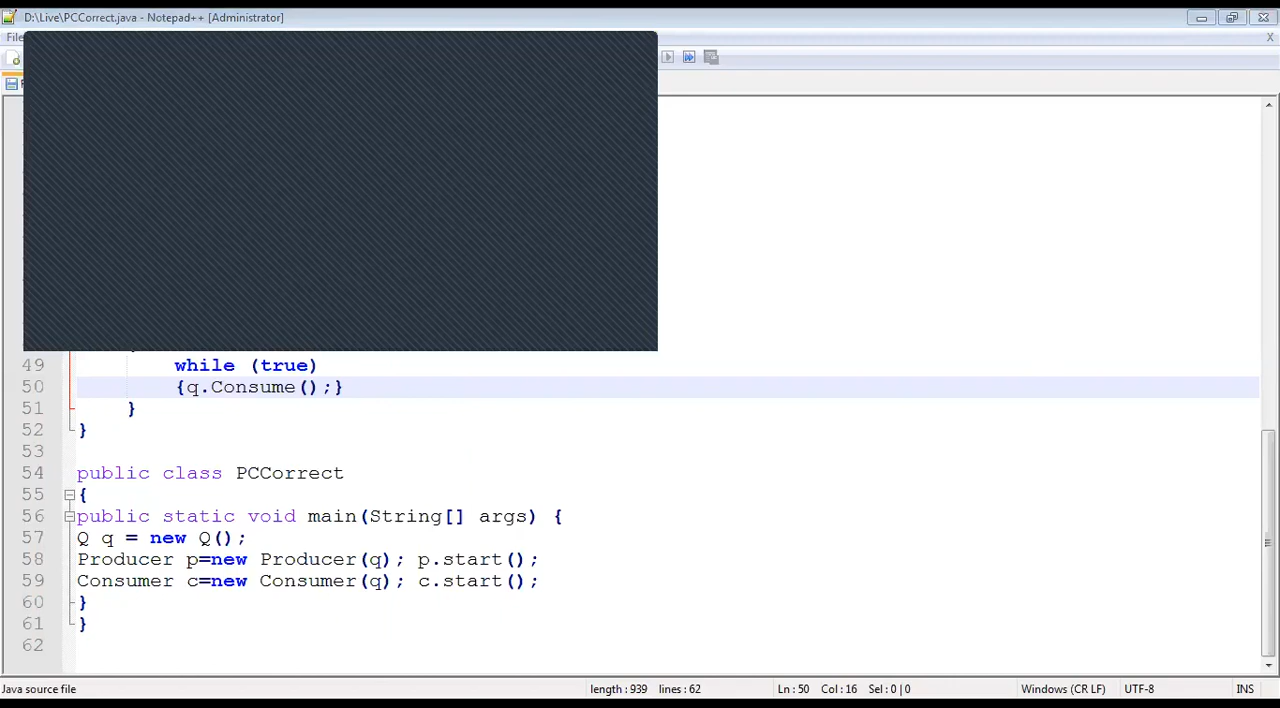 D:\Live\PCCorrect.java - Notepad++ [Administrator]
File
X
49 while (true)
50 {q.Consume();}
51 }
52 }
53
54 public class PCCorrect
55 {
56 public static void main(String[] args) {
57 Q q = new Q();
58 Producer p=new Producer(q); p.start();
59 Consumer c=new Consumer(q); c.start();
60 }
61 }
62
Java source file length : 939 lines : 62 Ln : 50 Col : 16 Sel : 0 | 0 Windows (CR LF) UTF-8 INS